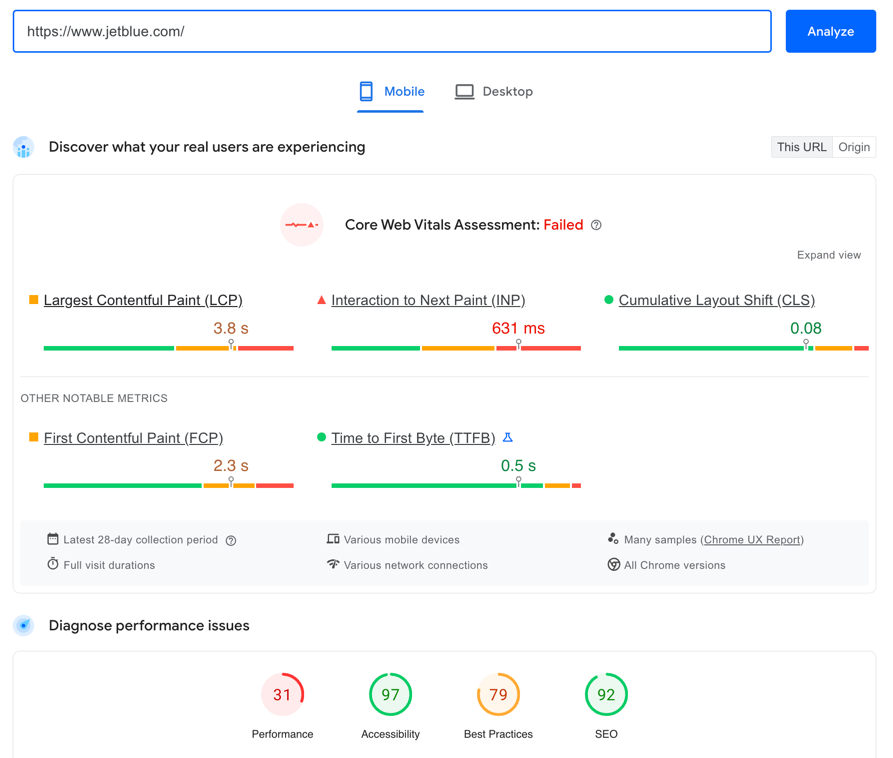 https://www.jetblue.com/
Analyze
Mobile
Desktop
Discover what your real users are experiencing
This URL
Origin
Core Web Vitals Assessment: Failed
Expand view
Largest Contentful Paint (LCP)
3.8 s
Interaction to Next Paint (INP)
631 ms
Cumulative Layout Shift (CLS)
0.08
OTHER NOTABLE METRICS
First Contentful Paint (FCP)
2.3 s
Time to First Byte (TTFB)
0.5 s
Latest 28-day collection period
Various mobile devices
Many samples (Chrome UX Report)
Full visit durations
Various network connections
All Chrome versions
Diagnose performance issues
31
Performance
97
Accessibility
79
Best Practices
92
SEO